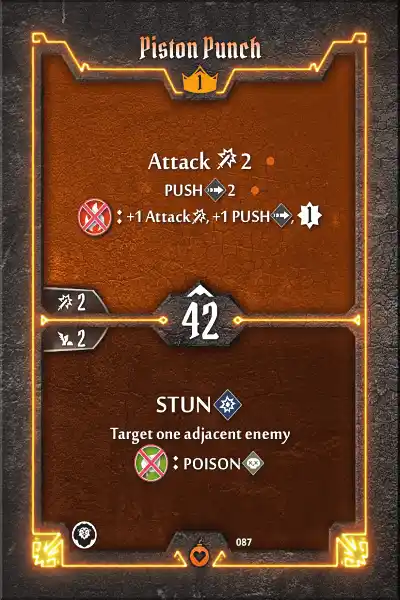 Piston Punch
1
Attack 2
PUSH 2
: +1 Attack, +1 PUSH, 1
2
42
2
STUN
Target one adjacent enemy
: POISON
087